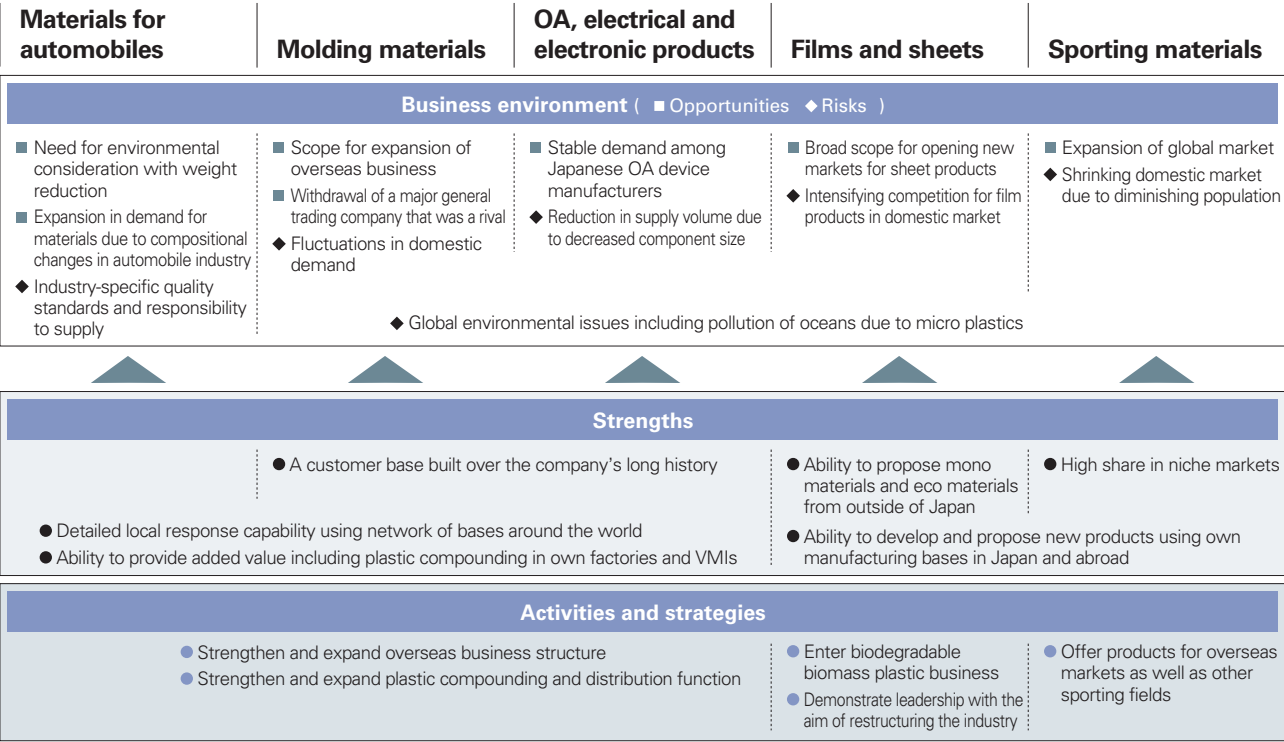 Materials for
automobiles
Molding materials
OA, electrical and
electronic products
Films and sheets
Sporting materials
Business environment ( ■ Opportunities ◆ Risks )
■ Need for environmental
consideration with weight
reduction
■ Expansion in demand for
materials due to compositional
changes in automobile industry
◆ Industry-specific quality
standards and responsibility
to supply
■ Scope for expansion of
overseas business
■ Withdrawal of a major general
trading company that was a rival
◆ Fluctuations in domestic
demand
■ Stable demand among
Japanese OA device
manufacturers
◆ Reduction in supply volume due
to decreased component size
■ Broad scope for opening new
markets for sheet products
◆ Intensifying competition for film
products in domestic market
■ Expansion of global market
◆ Shrinking domestic market
due to diminishing population
◆ Global environmental issues including pollution of oceans due to micro plastics
Strengths
● A customer base built over the company's long history
● Detailed local response capability using network of bases around the world
● Ability to provide added value including plastic compounding in own factories and VMIs
● Ability to propose mono
materials and eco materials
from outside of Japan
● High share in niche markets
● Ability to develop and propose new products using own
manufacturing bases in Japan and abroad
Activities and strategies
● Strengthen and expand overseas business structure
● Strengthen and expand plastic compounding and distribution function
● Enter biodegradable
biomass plastic business
● Demonstrate leadership with the
aim of restructuring the industry
● Offer products for overseas
markets as well as other
sporting fields